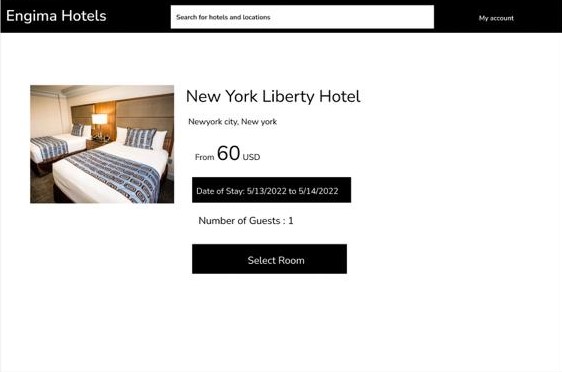 Engima Hotels
Search for hotels and locations
My account
New York Liberty Hotel
Newyork city, New york
From 60 USD
Date of Stay: 5/13/2022 to 5/14/2022
Number of Guests : 1
Select Room